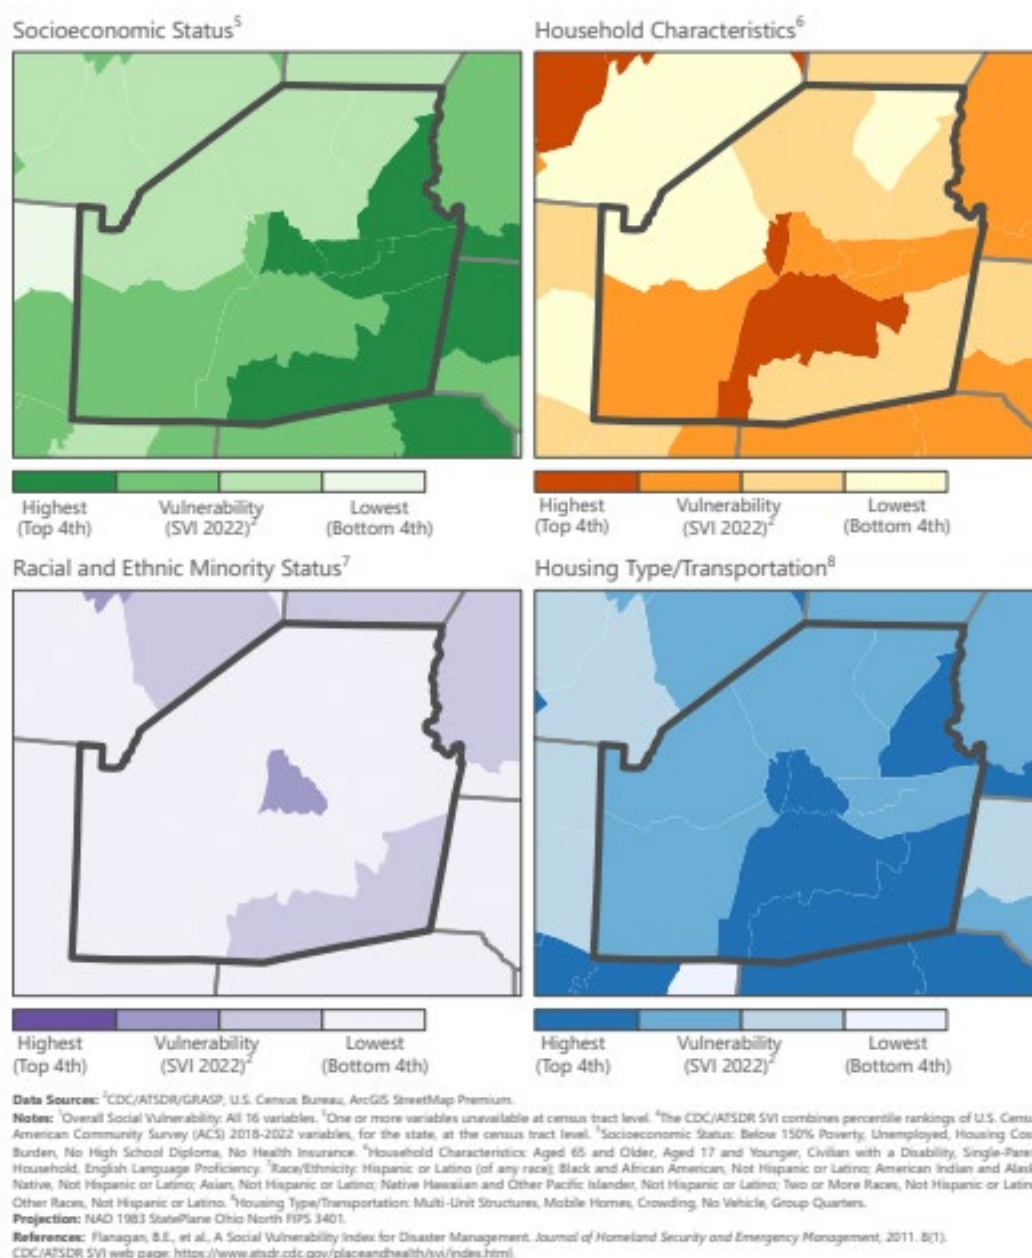 Socioeconomic Status5
Household Characteristics6
Highest
(Top 4th)
Vulnerability
(SVI 2022)2
Lowest
(Bottom 4th)
Highest
(Top 4th)
Vulnerability
(SVI 2022)2
Lowest
(Bottom 4th)
Racial and Ethnic Minority Status7
Housing Type/Transportation8
Highest
(Top 4th)
Vulnerability
(SVI 2022)2
Lowest
(Bottom 4th)
Highest
(Top 4th)
Vulnerability
(SVI 2022)2
Lowest
(Bottom 4th)
Data Sources: 2CDC/ATSDR/GRASP, U.S. Census Bureau, ArcGIS StreetMap Premium.
Notes: 1Overall Social Vulnerability: All 16 variables. 3One or more variables unavailable at census tract level. 4The CDC/ATSDR SVI combines percentile rankings of U.S. Cens
American Community Survey (ACS) 2018-2022 variables, for the state, at the census tract level. 5Socioeconomic Status: Below 150% Poverty, Unemployed, Housing Co
Burden, No High School Diploma, No Health Insurance. 6Household Characteristics: Aged 65 and Older, Aged 17 and Younger, Civilian with a Disability, Single-Pare
Household, English Language Proficiency. 7Race/Ethnicity: Hispanic or Latino (of any race); Black and African American, Not Hispanic or Latino; American Indian and Alas
Native, Not Hispanic or Latino; Asian, Not Hispanic or Latino; Native Hawaiian and Other Pacific Islander, Not Hispanic or Latino; Two or More Races, Not Hispanic or Latin
Other Races, Not Hispanic or Latino. 8Housing Type/Transportation: Multi-Unit Structures, Mobile Homes, Crowding, No Vehicle, Group Quarters.
Projection: NAD 1983 StatePlane Ohio North FIPS 3401.
References: Flanagan, B.E., et al., A Social Vulnerability Index for Disaster Management. Journal of Homeland Security and Emergency Management, 2011. 8(1).
CDC/ATSDR SVI web page: https://www.atsdr.cdc.gov/placeandhealth/svi/index.html.